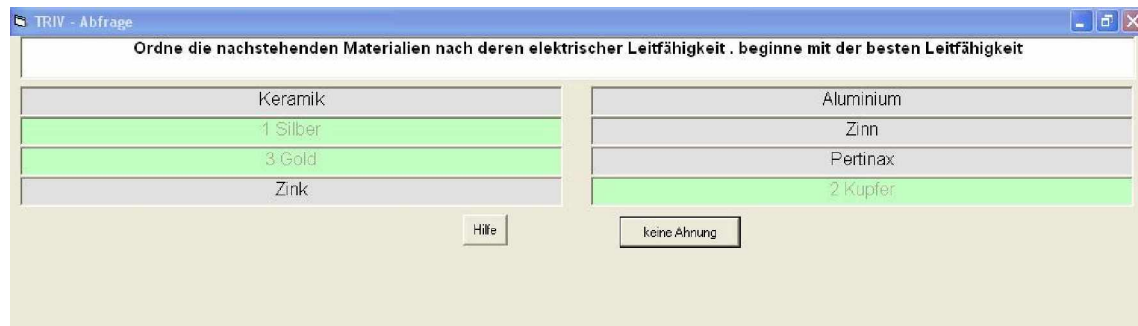 TRIV - Abfrage
Ordne die nachstehenden Materialien nach deren elektrischer Leitfähigkeit . beginne mit der besten Leitfähigkeit
Keramik
Aluminium
1 Silber
Zinn
3 Gold
Pertinax
Zink
2 Kupfer
Hilfe
keine Ahnung